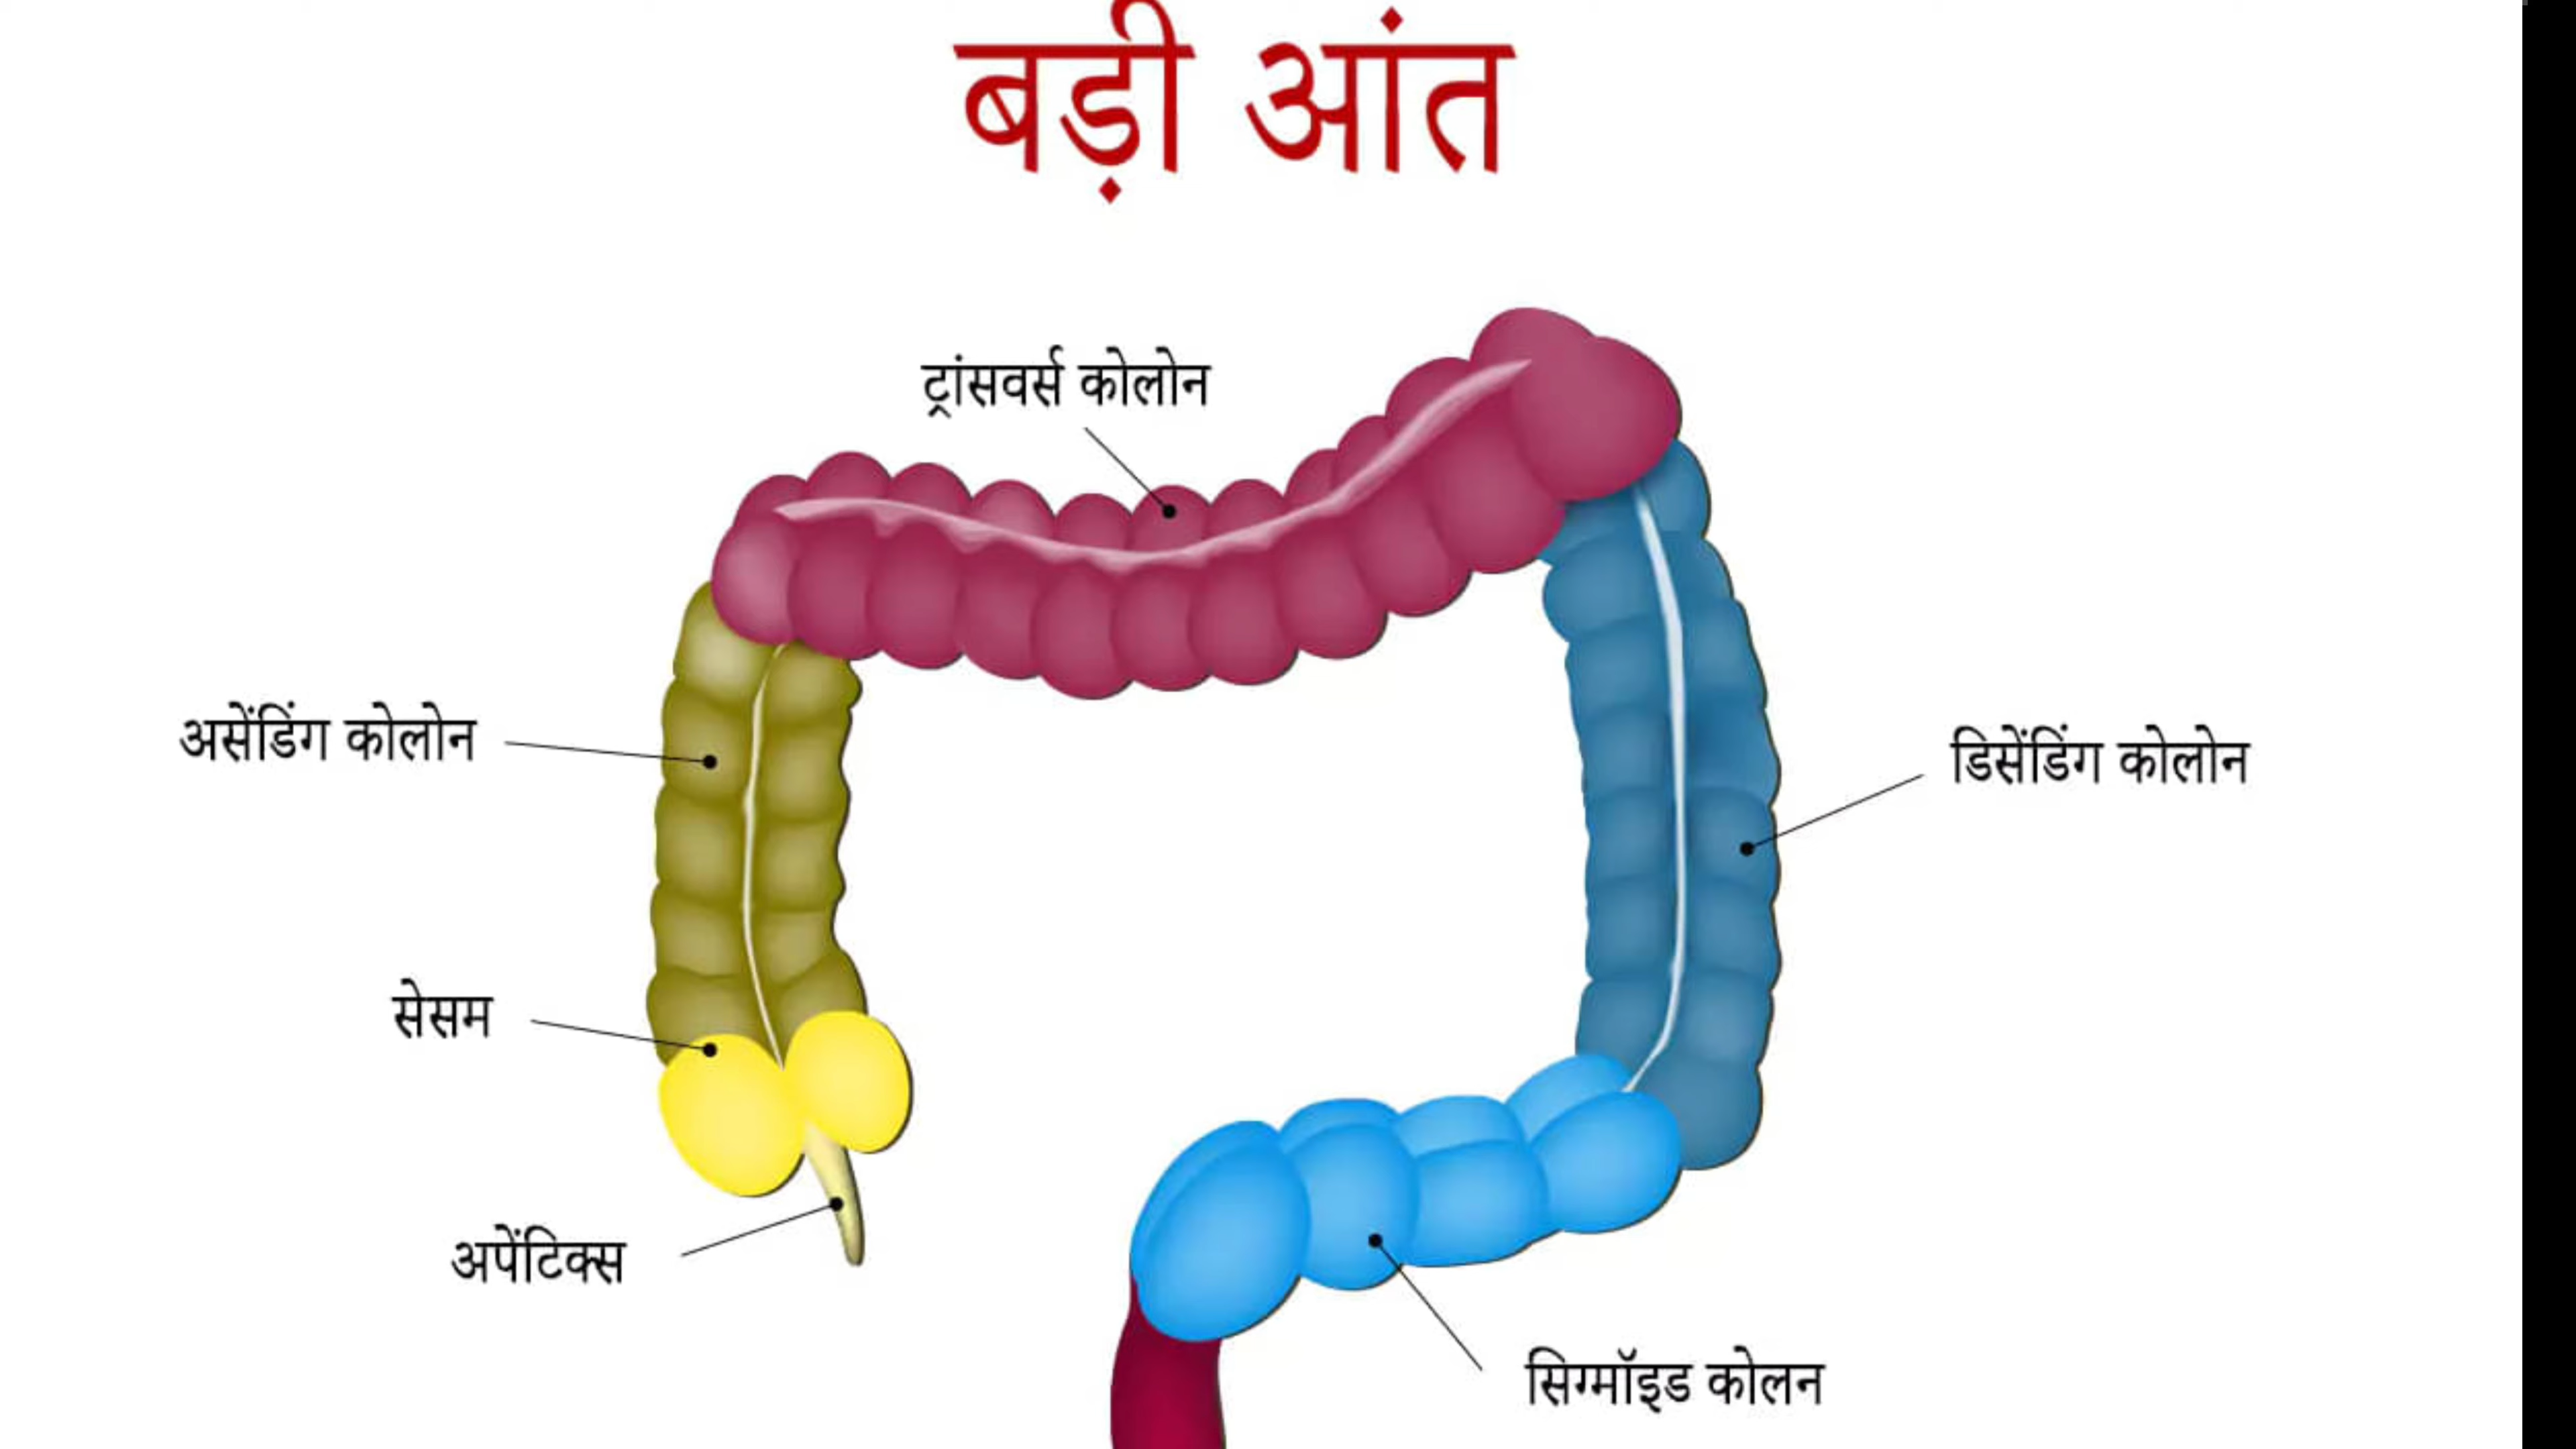 बड़ी आंत
ट्रांसवर्स कोलोन
असेंडिंग कोलोन
डिसेंडिंग कोलोन
सेसम
अपेंटिक्स
सिग्मॉइड कोलन